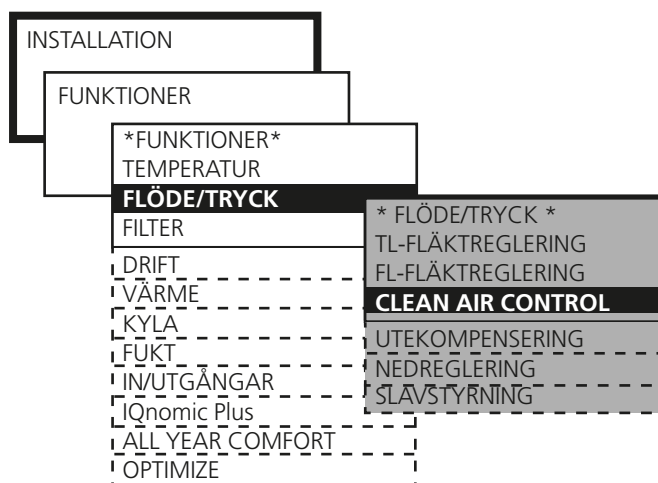 INSTALLATION
FUNKTIONER
*FUNKTIONER*
TEMPERATUR
FLÖDE/TRYCK
FILTER
DRIFT
VÄRME
KYLA
FUKT
IN/UTGÅNGAR
IQnomic Plus
ALL YEAR COMFORT
OPTIMIZE
* FLÖDE/TRYCK *
TL-FLÄKTREGLERING
FL-FLÄKTREGLERING
CLEAN AIR CONTROL
UTEKOMPENSERING
NEDREGLERING
SLAVSTYRNING